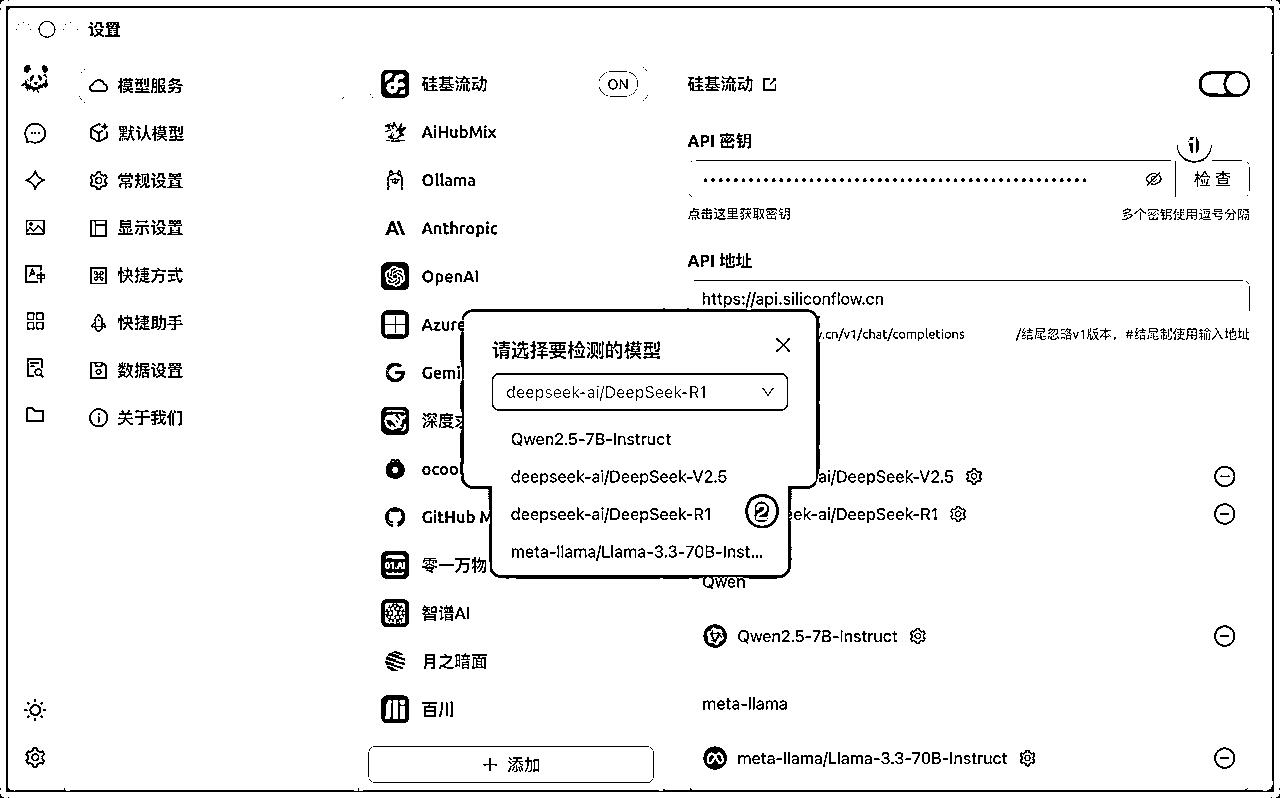 设置
模型服务
默认模型
常规设置
显示设置
快捷方式
快捷助手
数据设置
关于我们
硅基流动 ON
AiHubMix
Ollama
Anthropic
OpenAI
Azure
Gemi
深度求
ocoo
GitHub M
01.AI 零一万物
智谱AI
月之暗面
百川
+ 添加
硅基流动
API 密钥
1
检 查
点击这里获取密钥 多个密钥使用逗号分隔
API 地址
https://api.siliconflow.cn
.cn/v1/chat/completions /结尾忽略v1版本，#结尾制使用输入地址
请选择要检测的模型
deepseek-ai/DeepSeek-R1
Qwen2.5-7B-Instruct
deepseek-ai/DeepSeek-V2.5
deepseek-ai/DeepSeek-R1 2
meta-llama/Llama-3.3-70B-Inst...
ai/DeepSeek-V2.5
ek-ai/DeepSeek-R1
Qwen
Qwen2.5-7B-Instruct
meta-llama
meta-llama/Llama-3.3-70B-Instruct